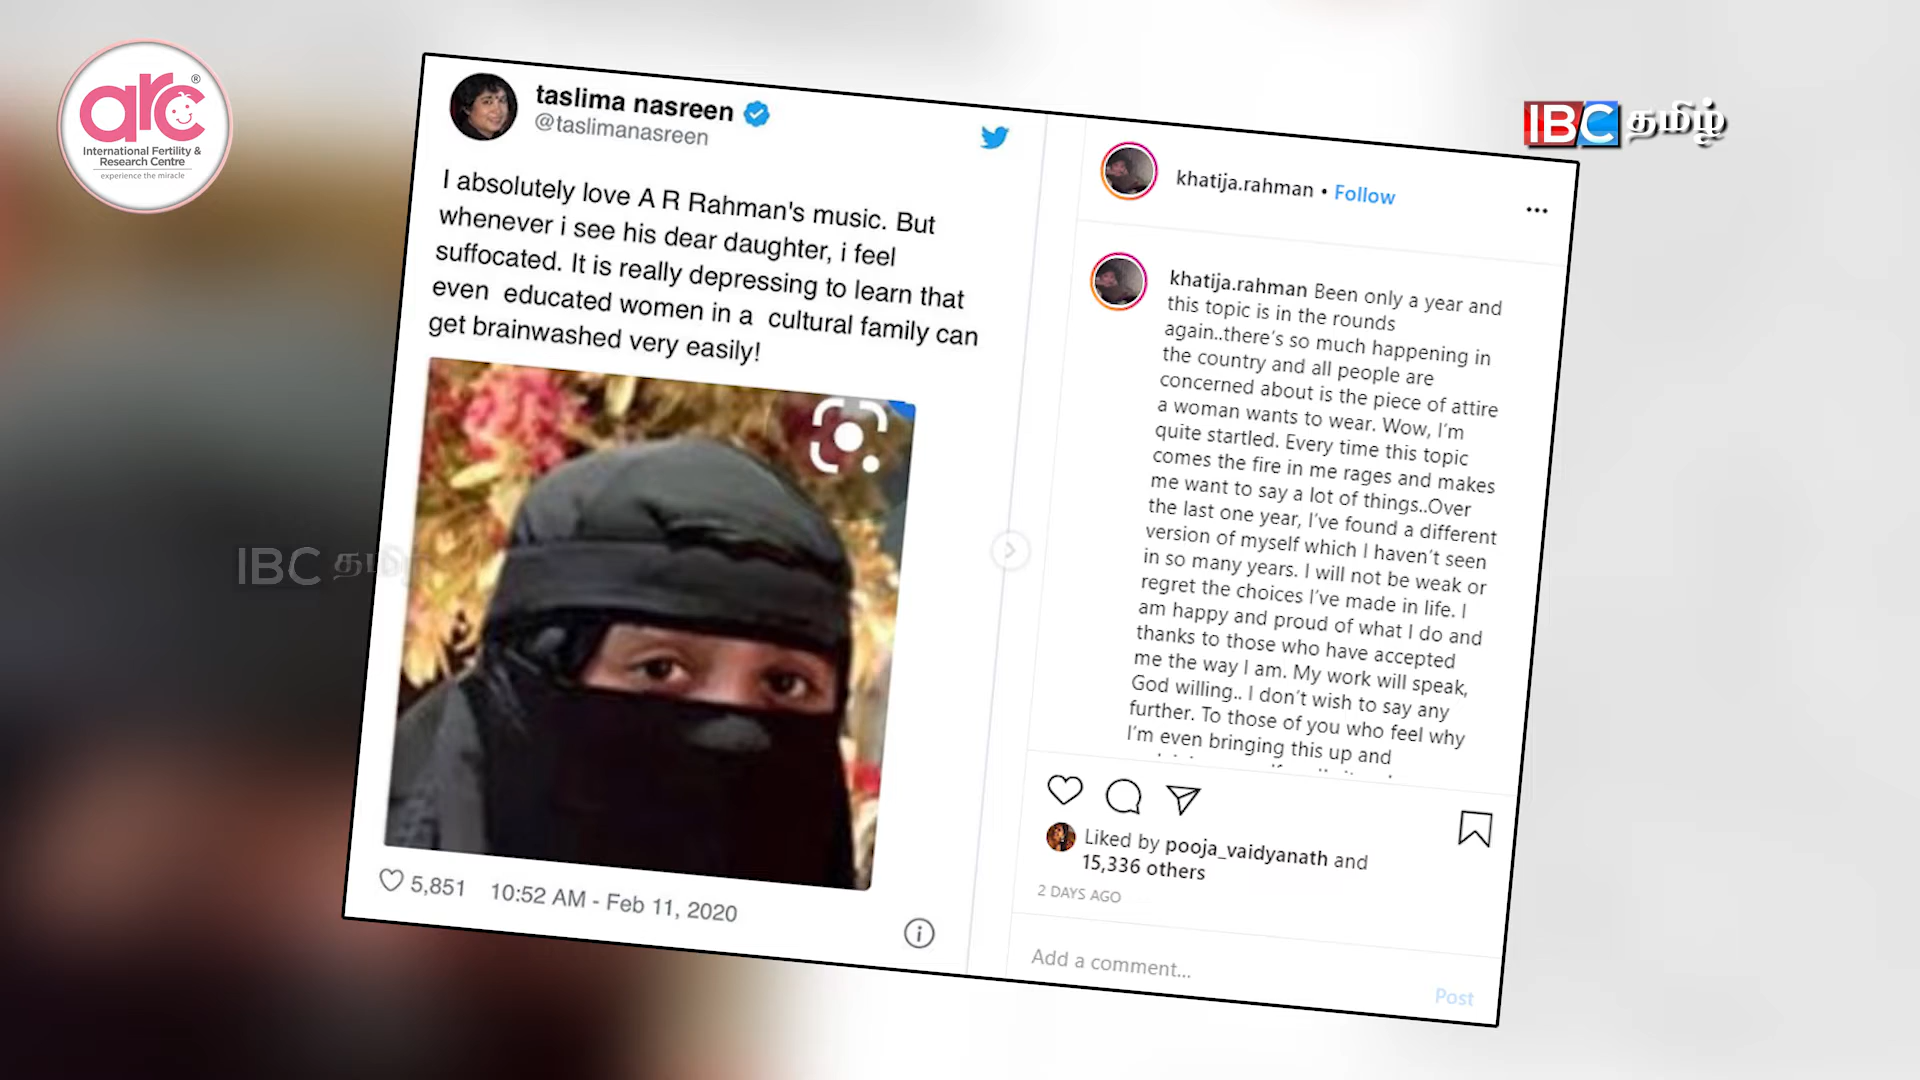 arc
®
International Fertility &
Research Centre
experience the miracle
IBC தமிழ்
taslima nasreen
@taslimanasreen
I absolutely love A R Rahman's music. But
whenever i see his dear daughter, i feel
suffocated. It is really depressing to learn that
even educated women in a cultural family can
get brainwashed very easily!
5,851 10:52 AM - Feb 11, 2020
IBC தமிழ்
khatija.rahman • Follow
khatija.rahman Been only a year and
this topic is in the rounds
again..there's so much happening in
the country and all people are
concerned about is the piece of attire
a woman wants to wear. Wow, I'm
quite startled. Every time this topic
comes the fire in me rages and makes
me want to say a lot of things..Over
the last one year, I've found a different
version of myself which I haven't seen
in so many years. I will not be weak or
regret the choices I've made in life. I
am happy and proud of what I do and
thanks to those who have accepted
me the way I am. My work will speak,
God willing.. I don't wish to say any
further. To those of you who feel why
I'm even bringing this up and
Liked by pooja_vaidyanath and
15,336 others
2 DAYS AGO
Add a comment...
Post